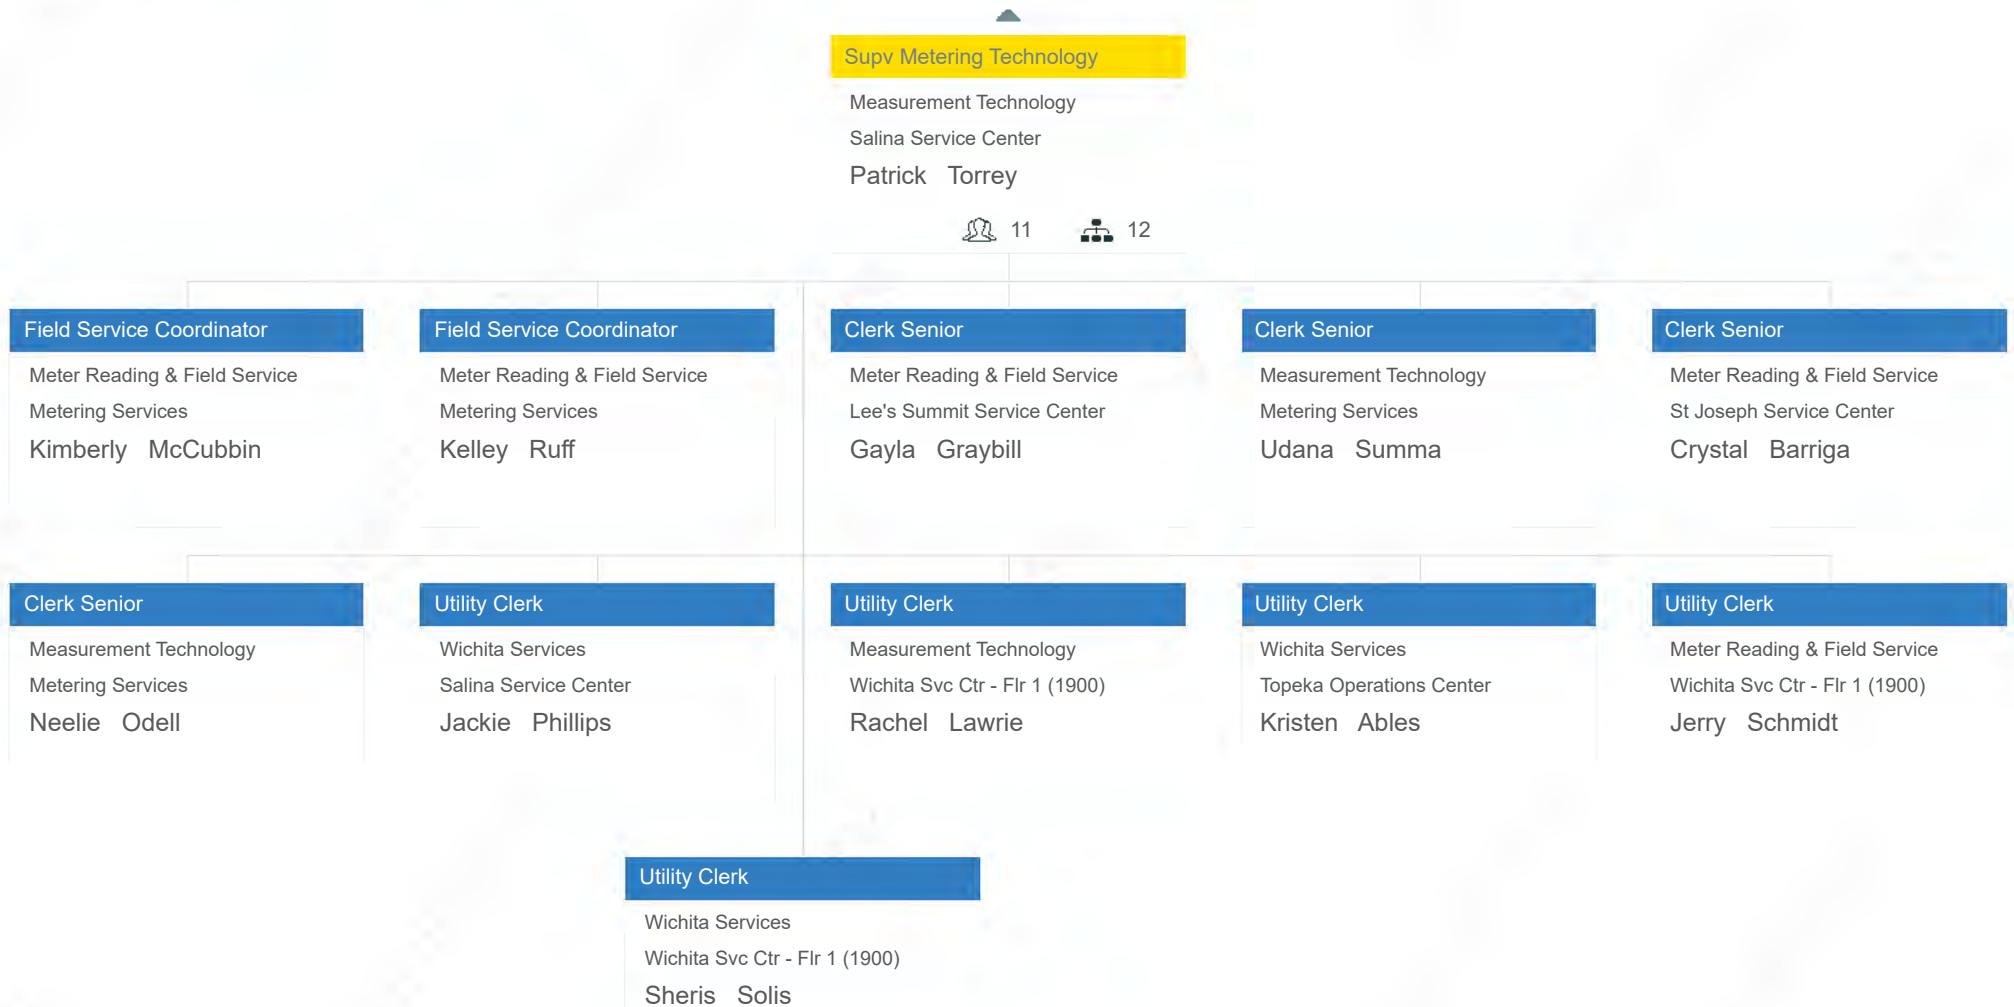 Supv Metering Technology
Measurement Technology
Salina Service Center
Patrick Torrey
11 12
Field Service Coordinator
Meter Reading & Field Service
Metering Services
Kimberly McCubbin
Field Service Coordinator
Meter Reading & Field Service
Metering Services
Kelley Ruff
Clerk Senior
Meter Reading & Field Service
Lee's Summit Service Center
Gayla Graybill
Clerk Senior
Measurement Technology
Metering Services
Udana Summa
Clerk Senior
Meter Reading & Field Service
St Joseph Service Center
Crystal Barriga
Clerk Senior
Measurement Technology
Metering Services
Neelie Odell
Utility Clerk
Wichita Services
Salina Service Center
Jackie Phillips
Utility Clerk
Measurement Technology
Wichita Svc Ctr - Flr 1 (1900)
Rachel Lawrie
Utility Clerk
Wichita Services
Topeka Operations Center
Kristen Ables
Utility Clerk
Meter Reading & Field Service
Wichita Svc Ctr - Flr 1 (1900)
Jerry Schmidt
Utility Clerk
Wichita Services
Wichita Svc Ctr - Flr 1 (1900)
Sheris Solis